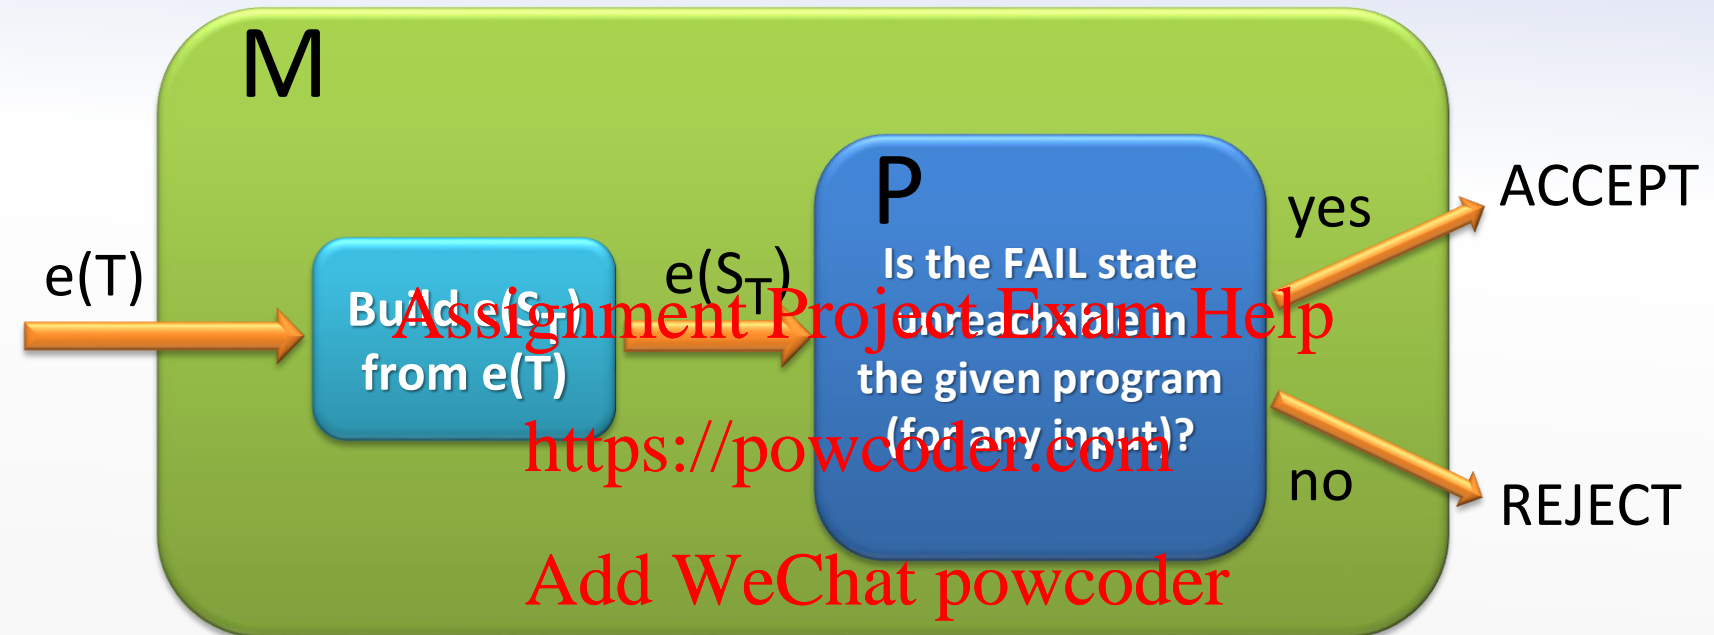 M
P
ACCEPT
yes
e(T)
e(S_T)
Is the FAIL state
unreachable in
the given program
(for any input)?
Build e(S_T)
from e(T)
Assignment Project Exam Help
https://powcoder.com
no
REJECT
Add WeChat powcoder